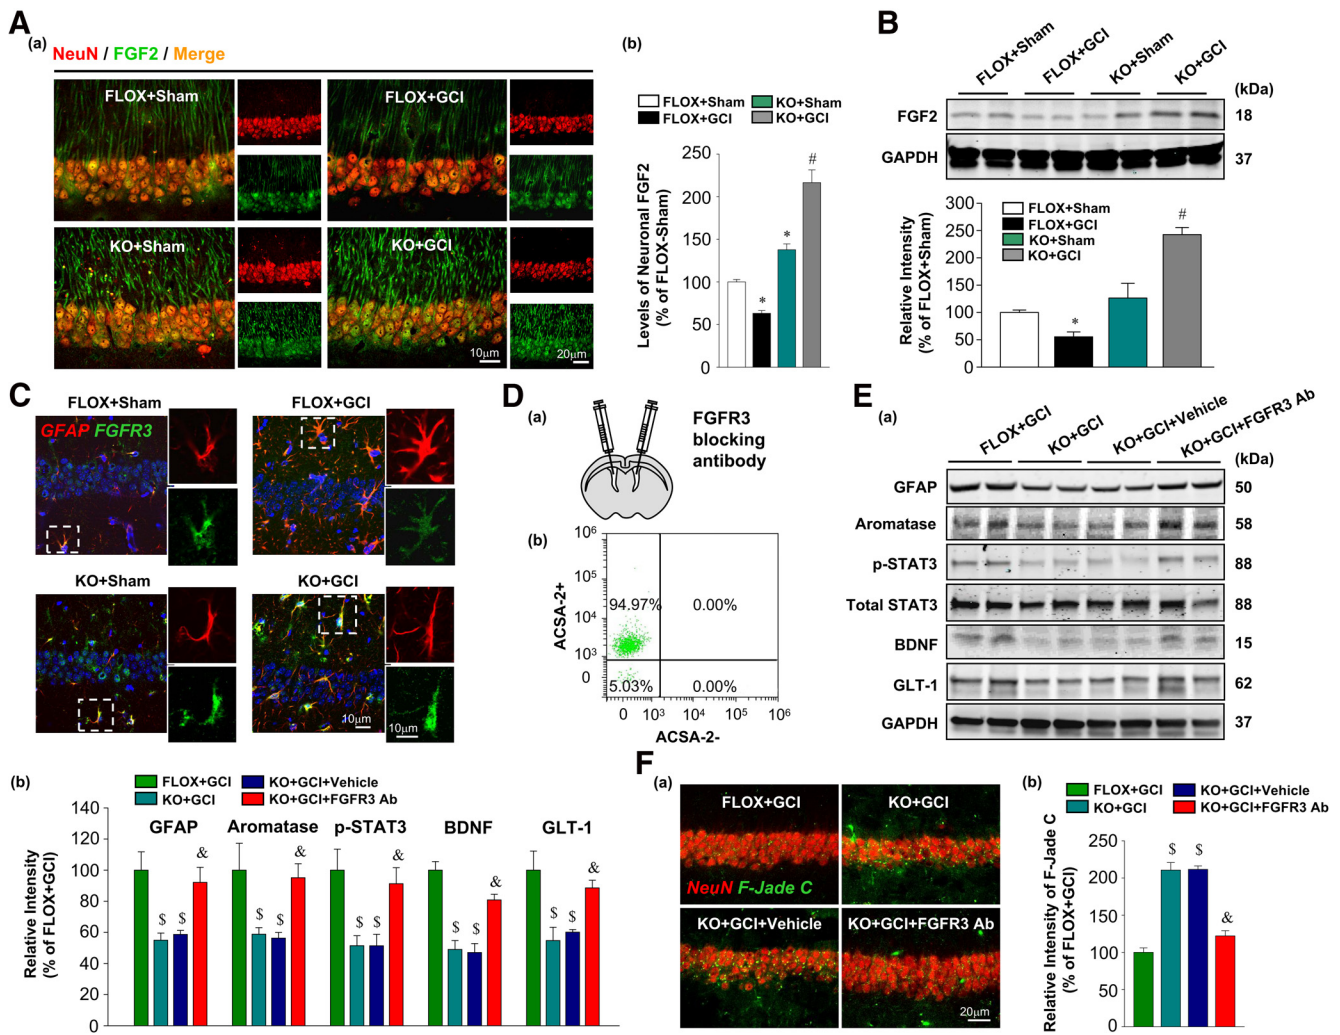 A
(a)
NeuN / FGF2 / Merge
FLOX+Sham
FLOX+GCI
KO+Sham
KO+GCI
10µm
20µm
(b)
FLOX+Sham
KO+Sham
FLOX+GCI
KO+GCI
Levels of Neuronal FGF2
(% of FLOX-Sham)
250
200
150
100
50
0
*
*
#
B
FLOX+Sham
FLOX+GCI
KO+Sham
KO+GCI
(kDa)
FGF2
18
GAPDH
37
Relative Intensity
(% of FLOX+Sham)
300
250
200
150
100
50
0
FLOX+Sham
FLOX+GCI
KO+Sham
KO+GCI
*
#
C
FLOX+Sham
FLOX+GCI
GFAP FGFR3
KO+Sham
KO+GCI
10µm
10µm
D
(a)
FGFR3
blocking
antibody
(b)
ACSA-2+
10⁶
10⁵
10⁴
10³
0
94.97%
0.00%
5.03%
0.00%
0
10³
10⁴
10⁵
10⁶
ACSA-2-
E
(a)
FLOX+GCI
KO+GCI
KO+GCI+Vehicle
KO+GCI+FGFR3 Ab
(kDa)
GFAP
50
Aromatase
58
p-STAT3
88
Total STAT3
88
BDNF
15
GLT-1
62
GAPDH
37
(b)
FLOX+GCI
KO+GCI+Vehicle
KO+GCI
KO+GCI+FGFR3 Ab
Relative Intensity
(% of FLOX+GCI)
140
120
100
80
60
40
20
0
GFAP
Aromatase
p-STAT3
BDNF
GLT-1
$
$
&
$
$
&
$
$
&
$
$
&
$
$
&
F
(a)
FLOX+GCI
KO+GCI
NeuN F-Jade C
KO+GCI+Vehicle
KO+GCI+FGFR3 Ab
20µm
(b)
FLOX+GCI
KO+GCI+Vehicle
KO+GCI
KO+GCI+FGFR3 Ab
Relative Intensity of F-Jade C
(% of FLOX+GCI)
250
200
150
100
50
0
$
$
&